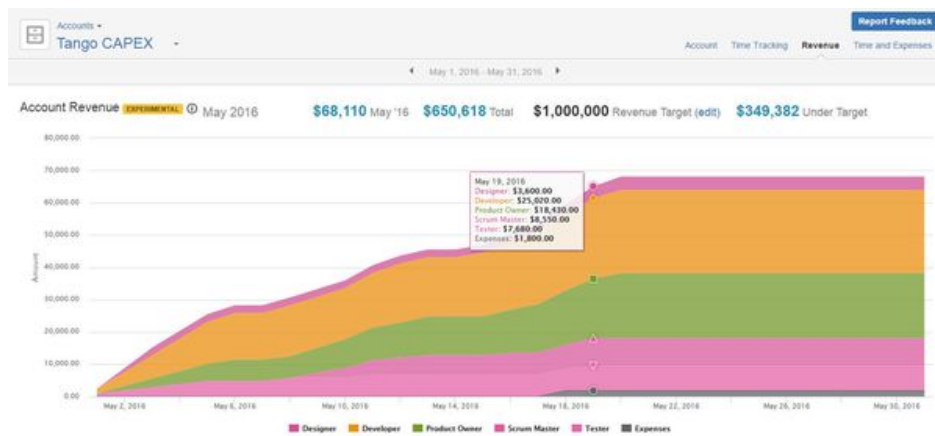 Accounts
Report Feedback
Tango CAPEX
Account Time Tracking Revenue Time and Expenses
May 1, 2016 - May 31, 2016
Account Revenue EXPERIMENTAL May 2016 $68,110 May '16 $650,618 Total $1,000,000 Revenue Target (edit) $349,382 Under Target
80,000.00
70,000.00
60,000.00
50,000.00
40,000.00
30,000.00
20,000.00
10,000.00
0.00
Amount
May 19, 2016
Designer: $3,600.00
Developer: $25,020.00
Product Owner: $18,430.00
Scrum Master: $8,550.00
Tester: $7,680.00
Expenses: $1,800.00
May 2, 2016 May 6, 2016 May 10, 2016 May 14, 2016 May 18, 2016 May 22, 2016 May 26, 2016 May 30, 2016
Designer Developer Product Owner Scrum Master Tester Expenses